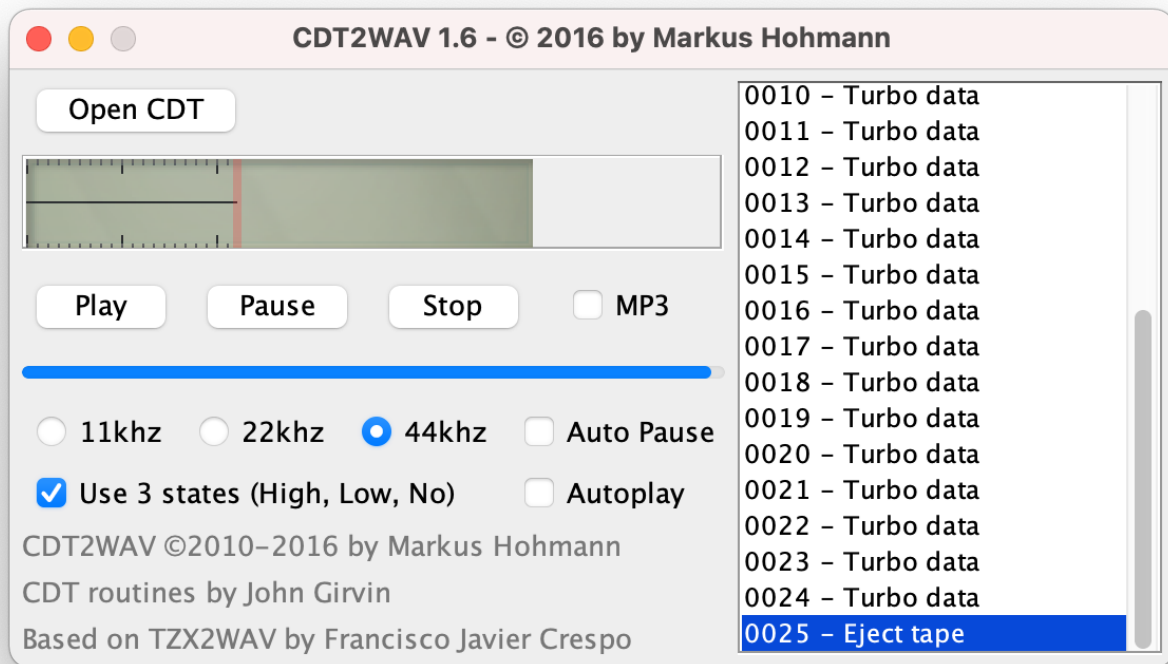 CDT2WAV 1.6 - © 2016 by Markus Hohmann
Open CDT
Play
Pause
Stop
MP3
11khz
22khz
44khz
Auto Pause
Use 3 states (High, Low, No)
Autoplay
CDT2WAV ©2010-2016 by Markus Hohmann
CDT routines by John Girvin
Based on TZX2WAV by Francisco Javier Crespo
0010 - Turbo data
0011 - Turbo data
0012 - Turbo data
0013 - Turbo data
0014 - Turbo data
0015 - Turbo data
0016 - Turbo data
0017 - Turbo data
0018 - Turbo data
0019 - Turbo data
0020 - Turbo data
0021 - Turbo data
0022 - Turbo data
0023 - Turbo data
0024 - Turbo data
0025 - Eject tape